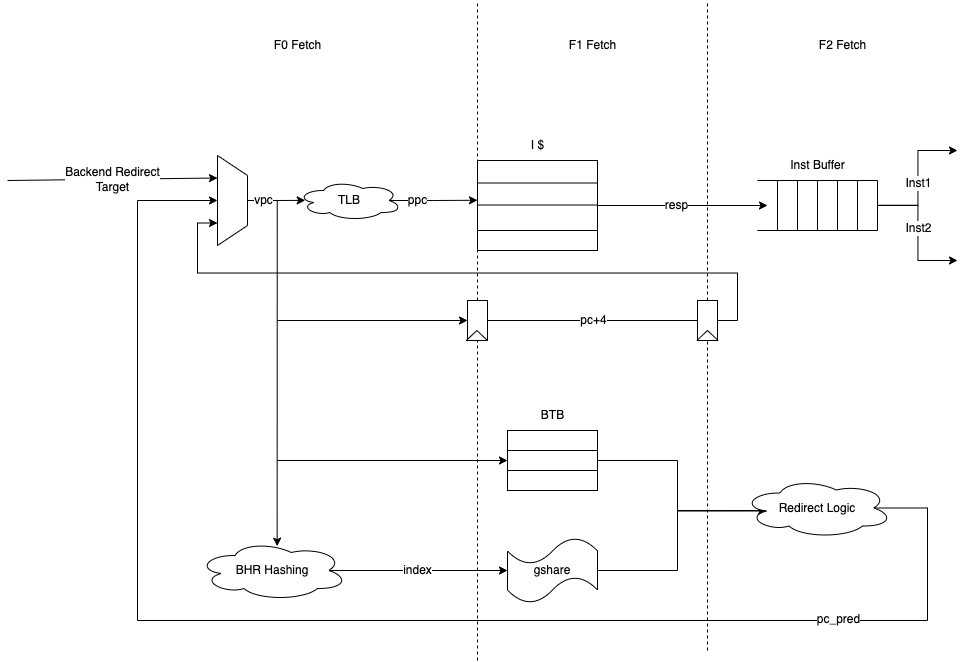 F0 Fetch
F1 Fetch
F2 Fetch
I $
Inst Buffer
Backend Redirect
Target
vpc
TLB
ppc
resp
Inst1
Inst2
pc+4
BTB
Redirect Logic
BHR Hashing
index
gshare
pc_pred